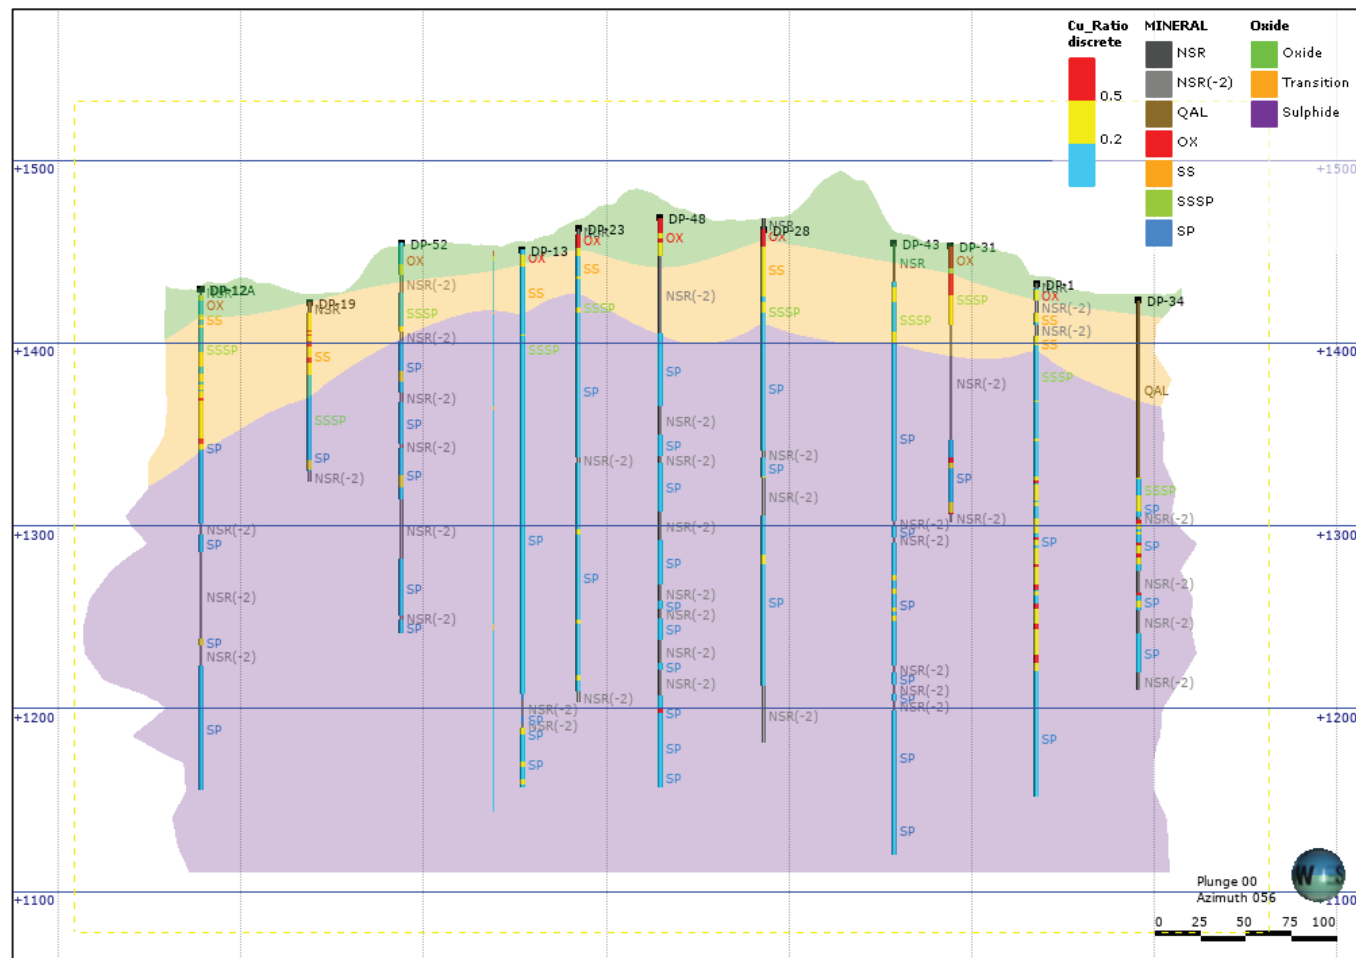 Cu_Ratio
discrete
0.5
0.2
MINERAL
NSR
NSR(-2)
QAL
OX
SS
SSSP
SP
Oxide
Oxide
Transition
Sulphide
+1500
+1500
+1400
+1400
+1300
+1300
+1200
+1200
+1100
+1100
DP-12A
NSR
OX
SS
SSSP
SP
NSR(-2)
SP
NSR(-2)
SP
NSR(-2)
SP
DP-19
NSR
SS
SSSP
SP
NSR(-2)
DP-52
OX
NSR(-2)
SSSP
NSR(-2)
SP
NSR(-2)
SP
NSR(-2)
SP
NSR(-2)
SP
NSR(-2)
SP
DP-13
OX
SS
SSSP
SP
NSR(-2)
SP
NSR(-2)
SP
SP
DP-23
OX
SS
SSSP
SP
NSR(-2)
SP
NSR(-2)
DP-48
OX
NSR(-2)
SP
NSR(-2)
SP
NSR(-2)
SP
NSR(-2)
SP
NSR(-2)
SP
NSR(-2)
SP
NSR(-2)
SP
NSR(-2)
SP
SP
SP
NSR
DP-28
OX
SS
SSSP
SP
NSR(-2)
SP
NSR(-2)
SP
NSR(-2)
DP-43
NSR
SSSP
SP
NSR(-2)
SP
NSR(-2)
SP
NSR(-2)
SP
NSR(-2)
SP
NSR(-2)
SP
SP
DP-31
OX
SSSP
NSR(-2)
SP
NSR(-2)
DP-1
OX
NSR(-2)
SS
NSR(-2)
SS
SSSP
SP
SP
DP-34
QAL
SSSP
SP
NSR(-2)
SP
NSR(-2)
SP
NSR(-2)
SP
NSR(-2)
Plunge 00
Azimuth 056
W
S
0 25 50 75 100